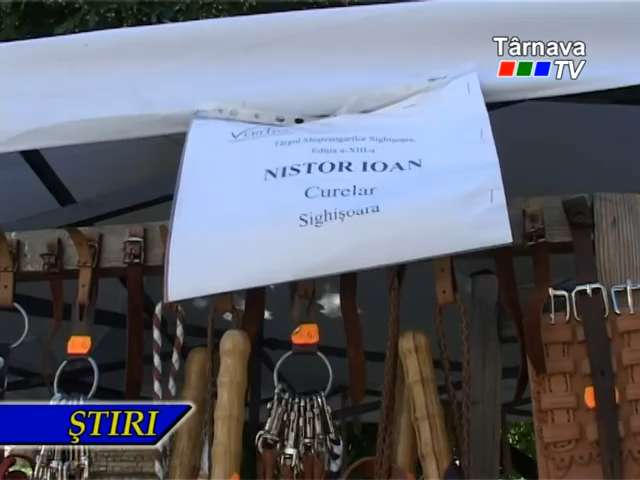 Târnava
TV
Târgul Meşteşugarilor Sighişoara,
Ediţia a-XIII-a
NISTOR IOAN
Curelar
Sighişoara
ŞTIRI